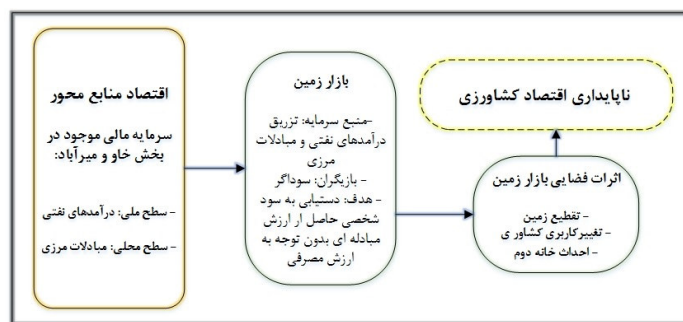 اقتصاد منابع محور
سرمایه مالی موجود در
بخش خاو و میرآباد:
- سطح ملی: درآمدهای نفتی
- سطح محلی: مبادلات مرزی
بازار زمین
-منبع سرمایه: تزریق
درآمدهای نفتی و مبادلات
مرزی
- بازیگران: سوداگر
- هدف: دستیابی به سود
شخصی حاصل ار ارزش
مبادله ای بدون توجه به
ارزش مصرفی
ناپایداری اقتصاد کشاورزی
اثرات فضایی بازار زمین
- تقطیع زمین
- تغییرکاربری کشاور ی
- احداث خانه دوم